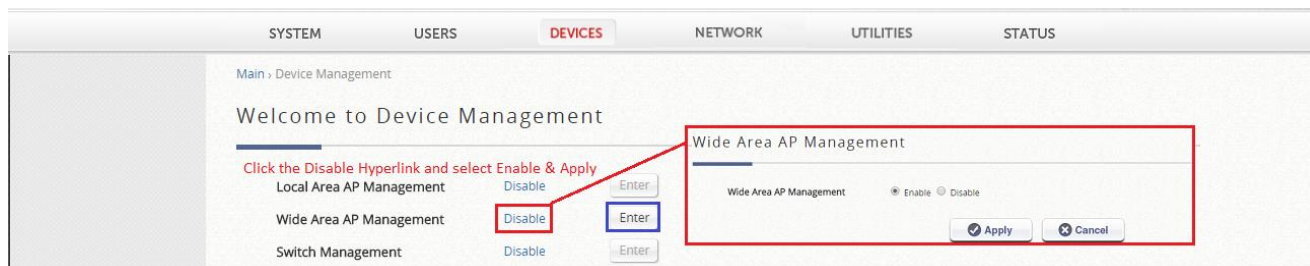 SYSTEM USERS DEVICES NETWORK UTILITIES STATUS
Main › Device Management
Welcome to Device Management
Click the Disable Hyperlink and select Enable & Apply
Local Area AP Management Disable Enter
Wide Area AP Management Disable Enter
Switch Management Disable Enter
Wide Area AP Management
Wide Area AP Management Enable Disable
Apply Cancel